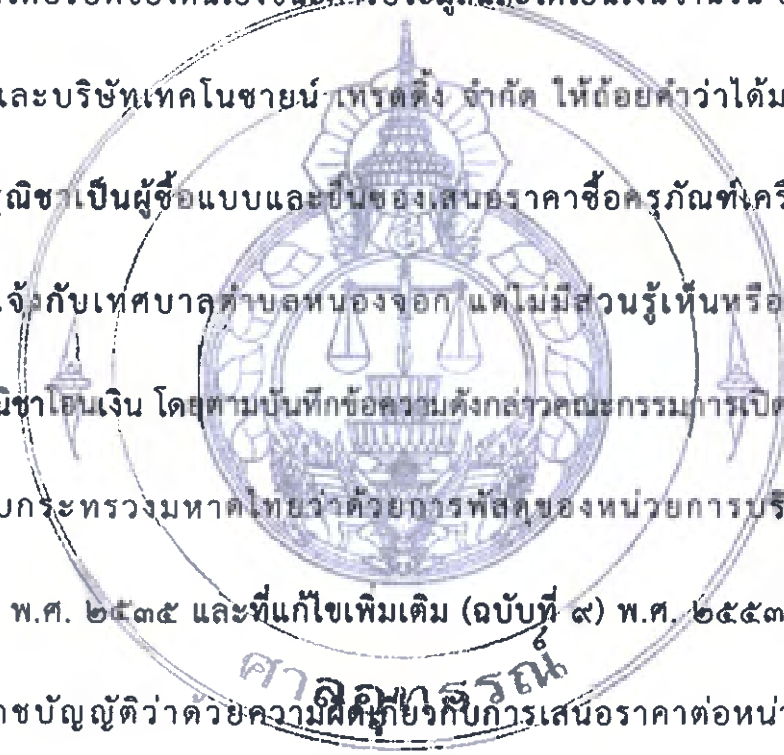 และบริษัทเทคโนซายน์ เทรดดิ้ง จำกัด ให้ถ้อยคำว่าได้ม
ณิชาเป็นผู้ซื้อแบบและยื่นซองเสนอราคาซื้อครุภัณฑ์เครื
จ้งกับเทศบาลตำบลหนองจอก แต่ไม่มีส่วนรู้เห็นหรือ
นิชาโอนเงิน โดยตามบันทึกข้อความดังกล่าวคณะกรรมการเปิด
บกระทรวงมหาดไทยว่าด้วยการพัสดุของหน่วยการบริ
พ.ศ. ๒๕๓๕ และที่แก้ไขเพิ่มเติม (ฉบับที่ ๙) พ.ศ. ๒๕๕๓
ศาลอุทธรณ์
าชบัญญัติว่าด้วยความผิดเกี่ยวกับการเสนอราคาต่อหน่ว